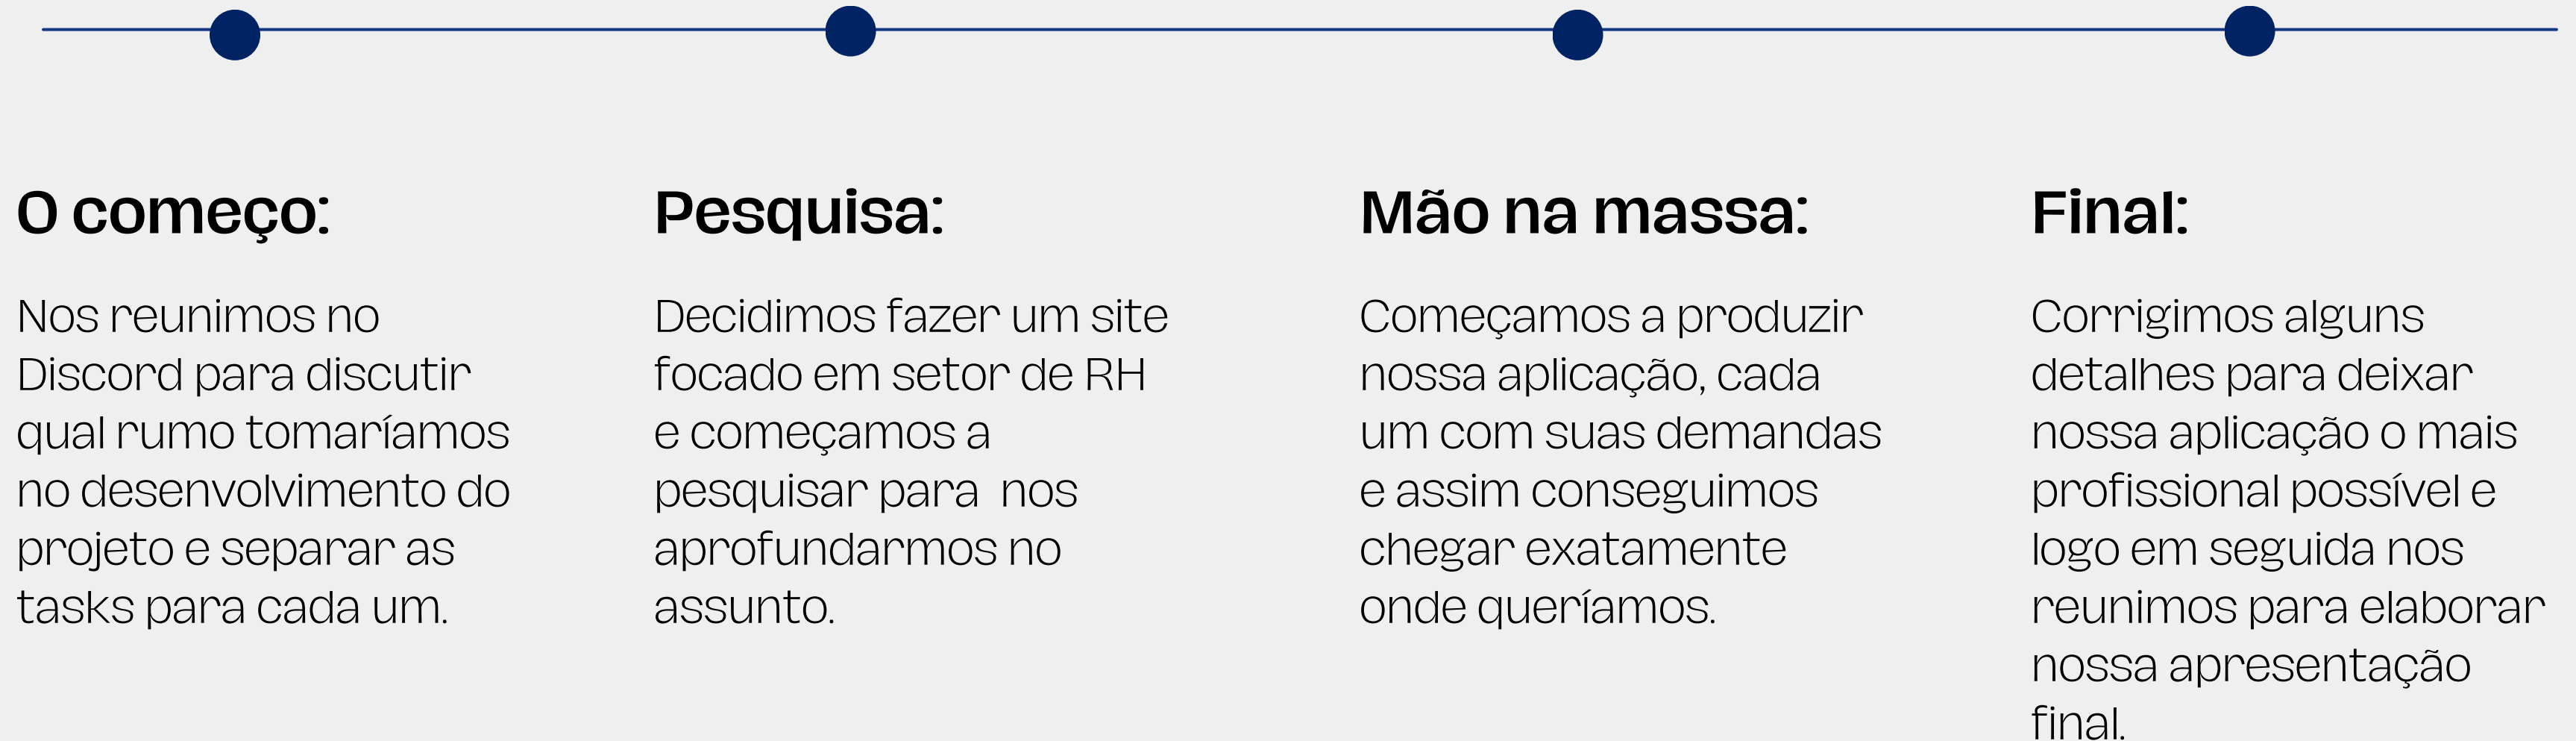 O começo:
Nos reunimos no
Discord para discutir
qual rumo tomaríamos
no desenvolvimento do
projeto e separar as
tasks para cada um.
Pesquisa:
Decidimos fazer um site
focado em setor de RH
e começamos a
pesquisar para  nos
aprofundarmos no
assunto.
Mão na massa:
Começamos a produzir
nossa aplicação, cada
um com suas demandas
e assim conseguimos
chegar exatamente
onde queríamos.
Final:
Corrigimos alguns
detalhes para deixar
nossa aplicação o mais
profissional possível e
logo em seguida nos
reunimos para elaborar
nossa apresentação
final.